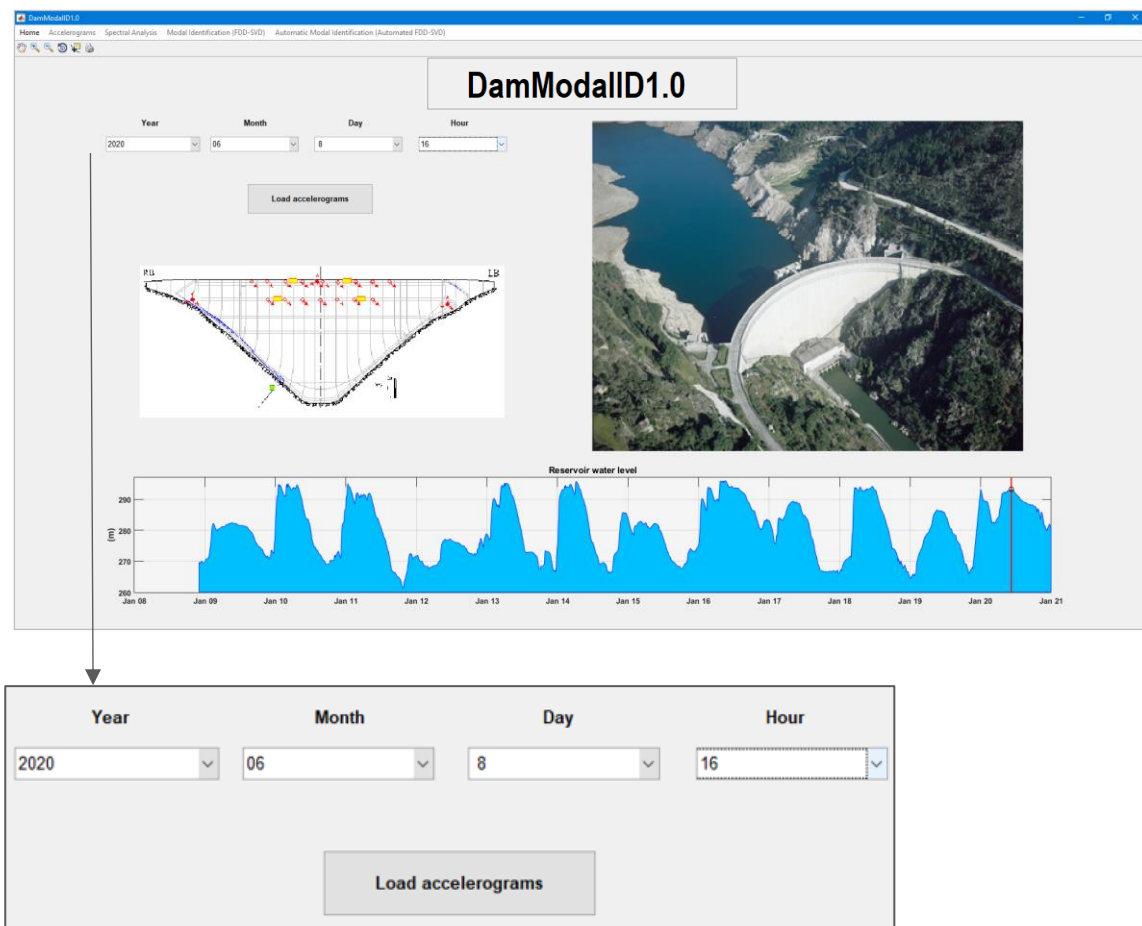 DamModalID1.0
Home Accelerograms Spectral Analysis Modal Identification (FDD-SVD) Automatic Modal Identification (Automated FDD-SVD)
DamModalID1.0
Year Month Day Hour
2020 06 8 16
Load accelerograms
RB LB
Reservoir water level
(m)
290
280
270
260
Jan 08 Jan 09 Jan 10 Jan 11 Jan 12 Jan 13 Jan 14 Jan 15 Jan 16 Jan 17 Jan 18 Jan 19 Jan 20 Jan 21
Year Month Day Hour
2020 06 8 16
Load accelerograms